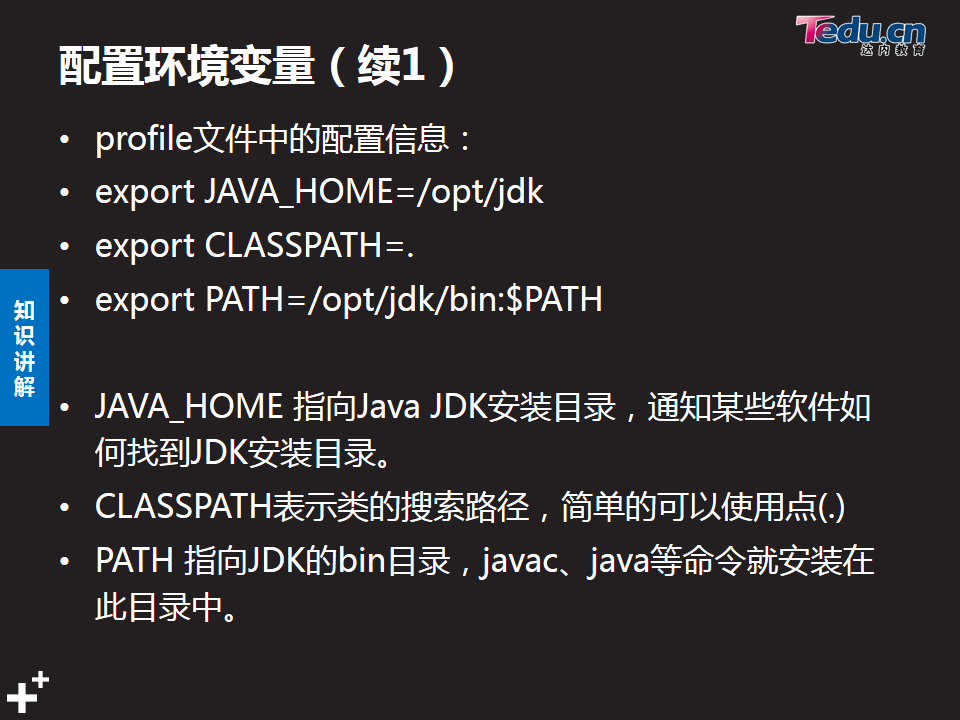 Tedu.cn
达内教育
配置环境变量（续1）
• profile文件中的配置信息：
• export JAVA_HOME=/opt/jdk
• export CLASSPATH=.
• export PATH=/opt/jdk/bin:$PATH
知识讲解
• JAVA_HOME 指向Java JDK安装目录，通知某些软件如
何找到JDK安装目录。
• CLASSPATH表示类的搜索路径，简单的可以使用点(.)
• PATH 指向JDK的bin目录，javac、java等命令就安装在
此目录中。